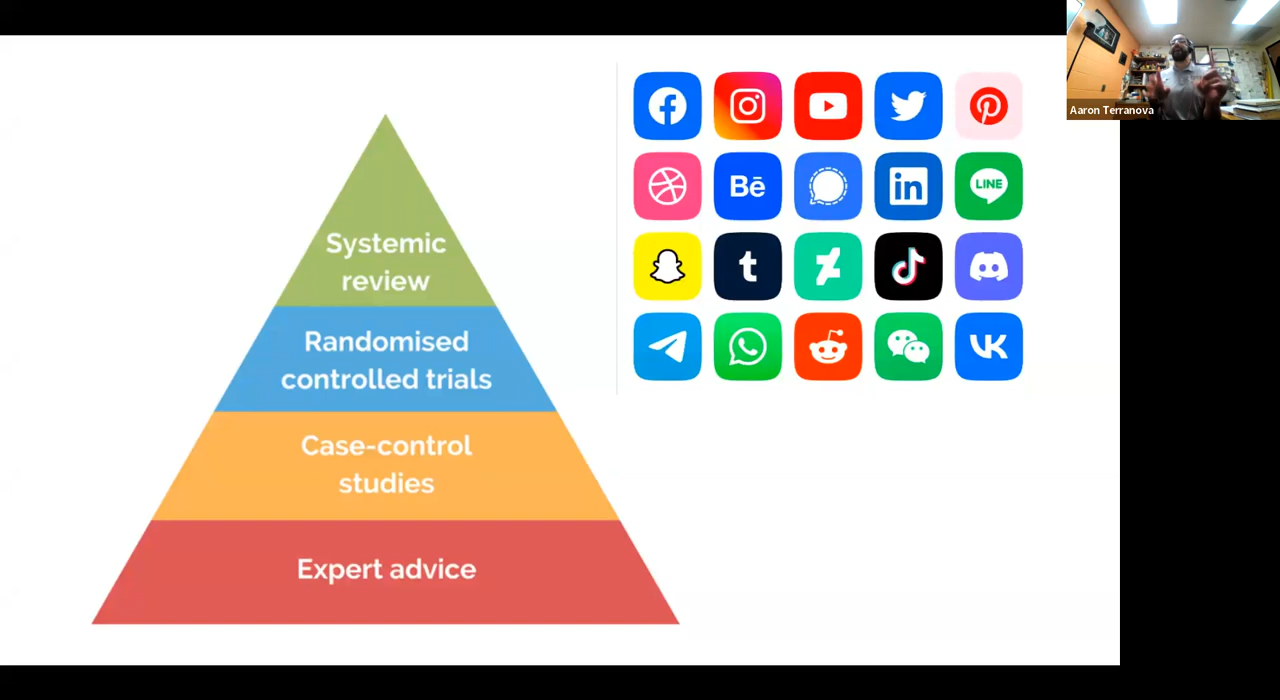 Aaron Terranova
Systemic
review
Randomised
controlled trials
Case-control
studies
Expert advice
Bē
in
LINE
t
VK